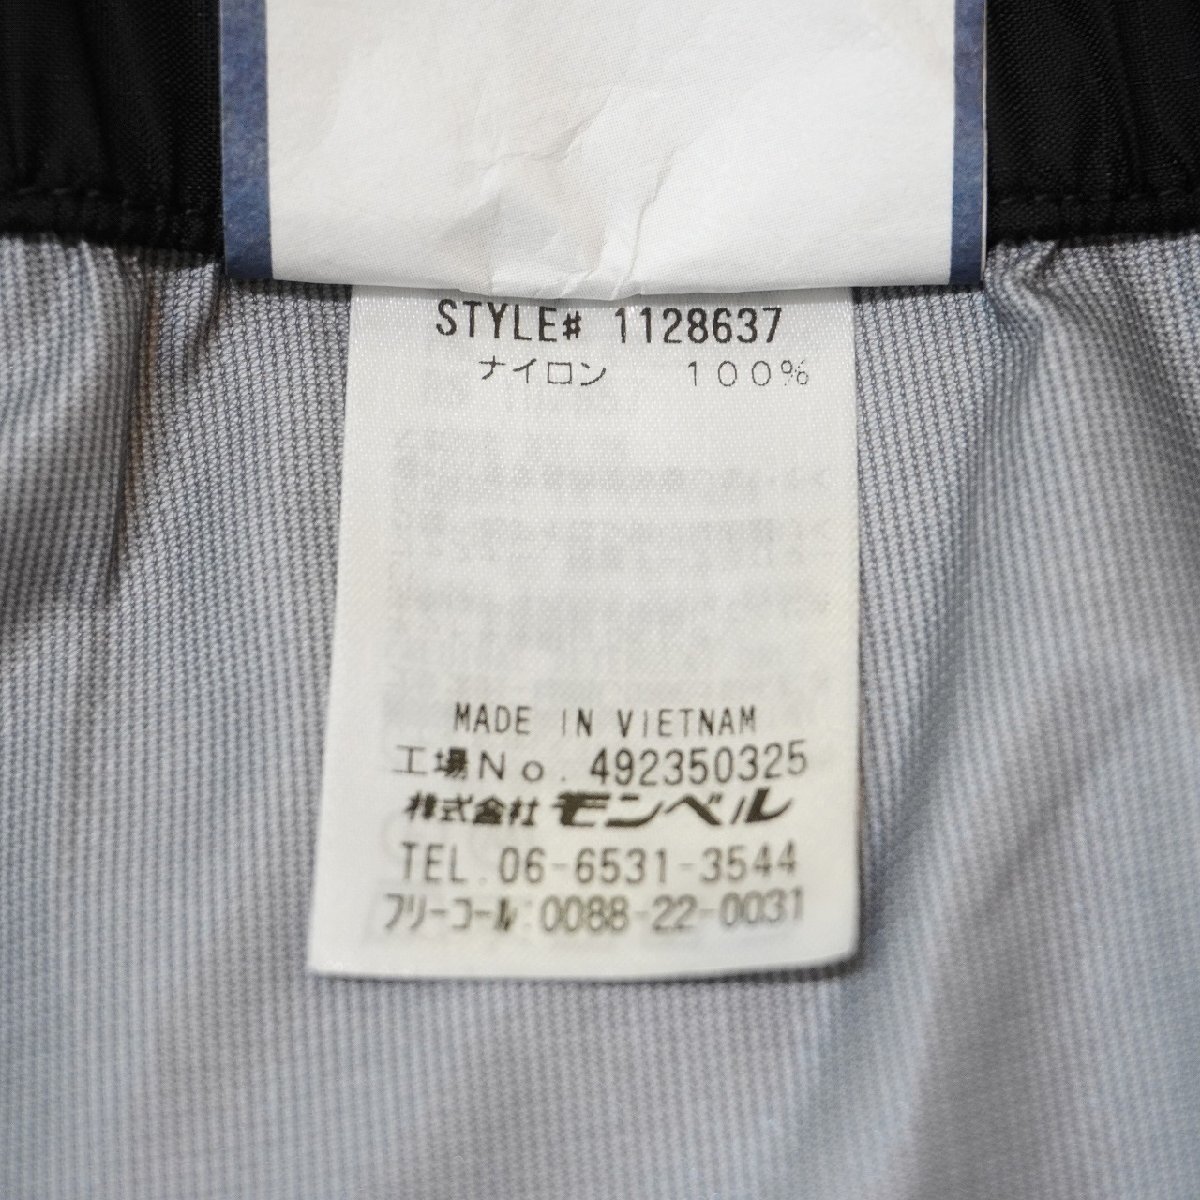 STYLE# 1128637
ナイロン 100%
MADE IN VIETNAM
工場No. 492350325
株式会社 モンベル
TEL. 06-6531-3544
フリーコール:0088-22-0031